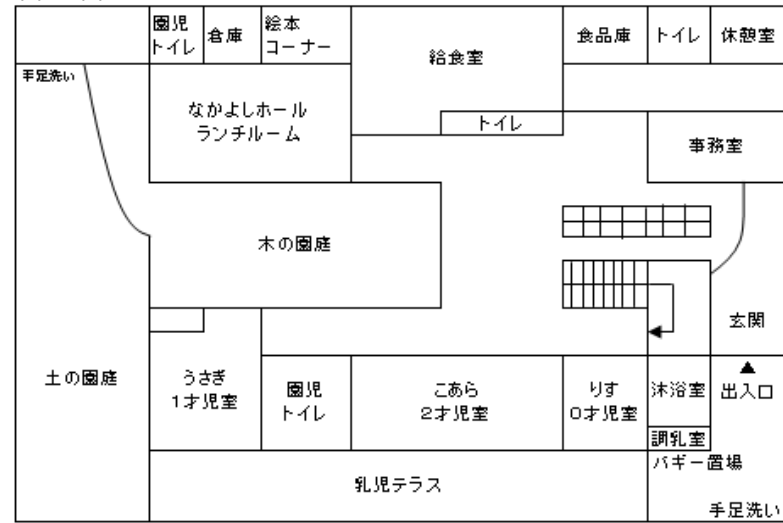 園児
トイレ
倉庫
絵本
コーナー
給食室
食品庫
トイレ
休憩室
手足洗い
なかよしホール
ランチルーム
トイレ
事務室
木の園庭
玄関
土の園庭
うさぎ
1才児室
園児
トイレ
こあら
2才児室
りす
0才児室
沐浴室
▲
出入口
調乳室
バギー置場
乳児テラス
手足洗い